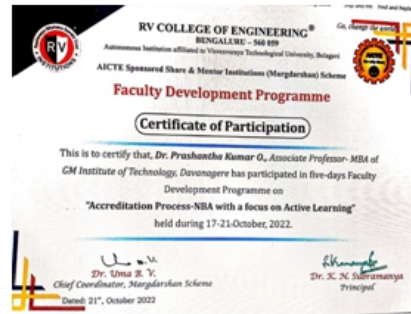 Go, change the world
RV COLLEGE OF ENGINEERING®
BENGALURU - 560 059
Autonomous Institution affiliated to Visvesvaraya Technological University, Belagavi
RV
INSTITUTIONS
AICTE Sponsored Share & Mentor Institutions (Margdarshan) Scheme
Faculty Development Programme
Certificate of Participation
This is to certify that, Dr. Prashantha Kumar O., Associate Professor- MBA of
GM Institute of Technology, Davanagere has participated in five-days Faculty
Development Programme on
"Accreditation Process-NBA with a focus on Active Learning"
held during 17-21-October, 2022.
Dr. Uma B. V.
Chief Coordinator, Margdarshan Scheme
Dated: 21st, October 2022
Dr. K. N. Subramanya
Principal